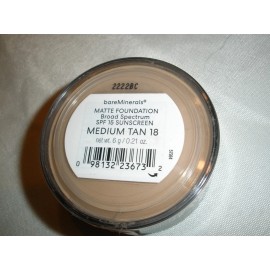 2222BC
bareMinerals®
MATTE FOUNDATION
Broad Spectrum
SPF 15 SUNSCREEN
MEDIUM TAN 18
net wt. 6 g / 0.21 oz.
0 98132 23673 2